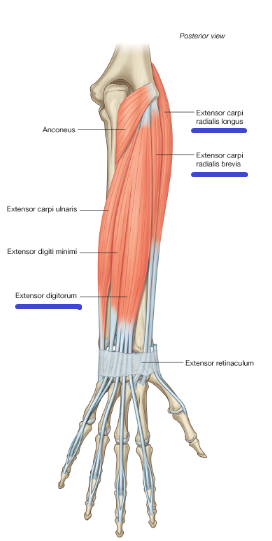 Posterior view
Extensor carpi
radialis longus
Anconeus
Extensor carpi
radialis brevis
Extensor carpi ulnaris
Extensor digiti minimi
Extensor digitorum
Extensor retinaculum